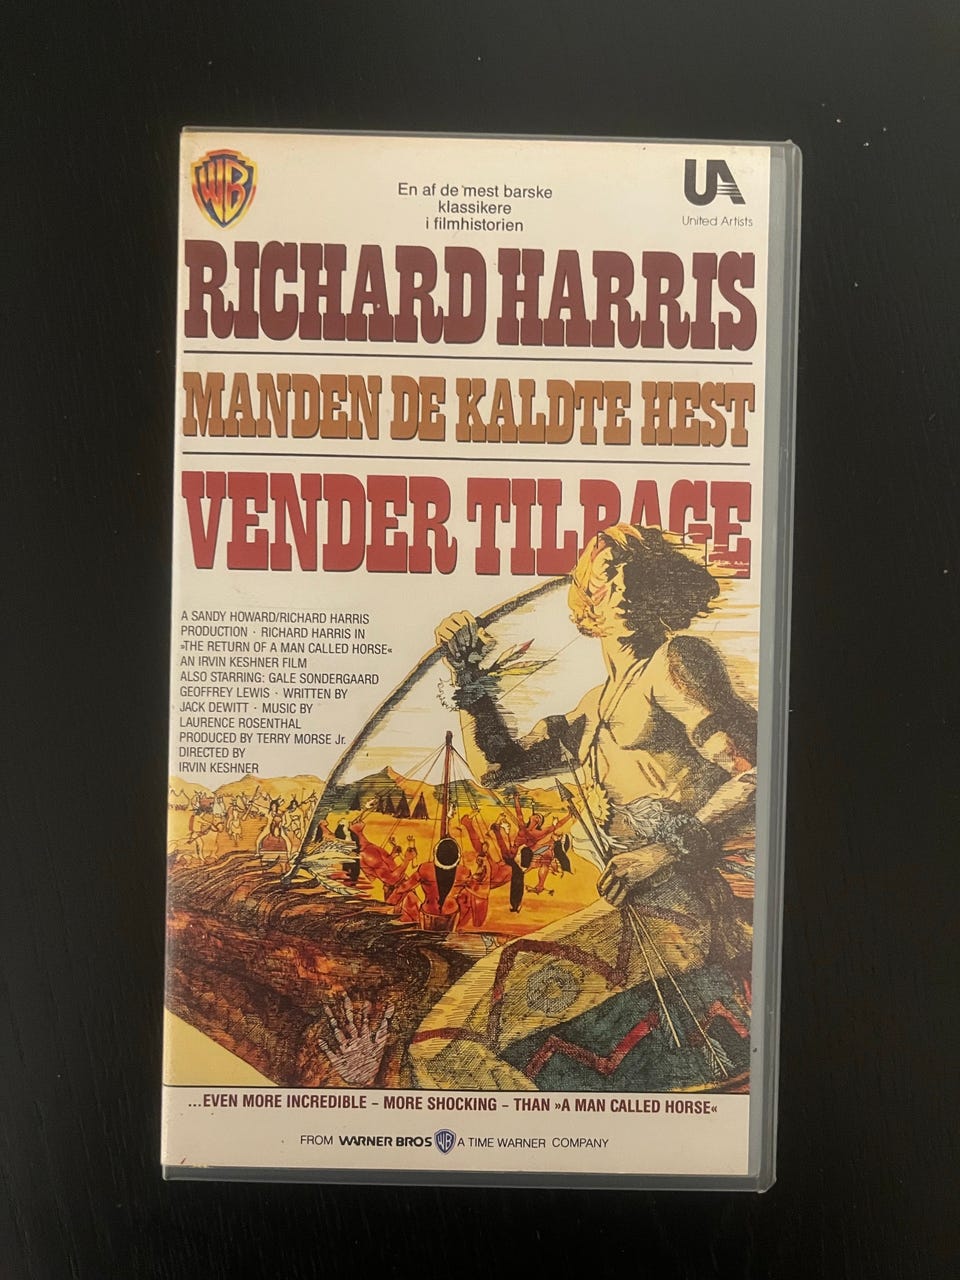 WB
En af de mest barske
klassikere
i filmhistorien
UA
United Artists
RICHARD HARRIS
MANDEN DE KALDTE HEST
VENDER TILBAGE
A SANDY HOWARD/RICHARD HARRIS
PRODUCTION · RICHARD HARRIS IN
»THE RETURN OF A MAN CALLED HORSE«
AN IRVIN KESHNER FILM
ALSO STARRING: GALE SONDERGAARD
GEOFFREY LEWIS · WRITTEN BY
JACK DEWITT · MUSIC BY
LAURENCE ROSENTHAL
PRODUCED BY TERRY MORSE Jr.
DIRECTED BY
IRVIN KESHNER
...EVEN MORE INCREDIBLE – MORE SHOCKING – THAN »A MAN CALLED HORSE«
FROM WARNER BROS WB A TIME WARNER COMPANY